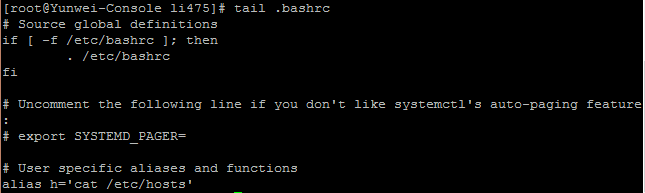 [root@Yunwei-Console li475]# tail .bashrc
# Source global definitions
if [ -f /etc/bashrc ]; then
        . /etc/bashrc
fi

# Uncomment the following line if you don't like systemctl's auto-paging feature
:
# export SYSTEMD_PAGER=

# User specific aliases and functions
alias h='cat /etc/hosts'